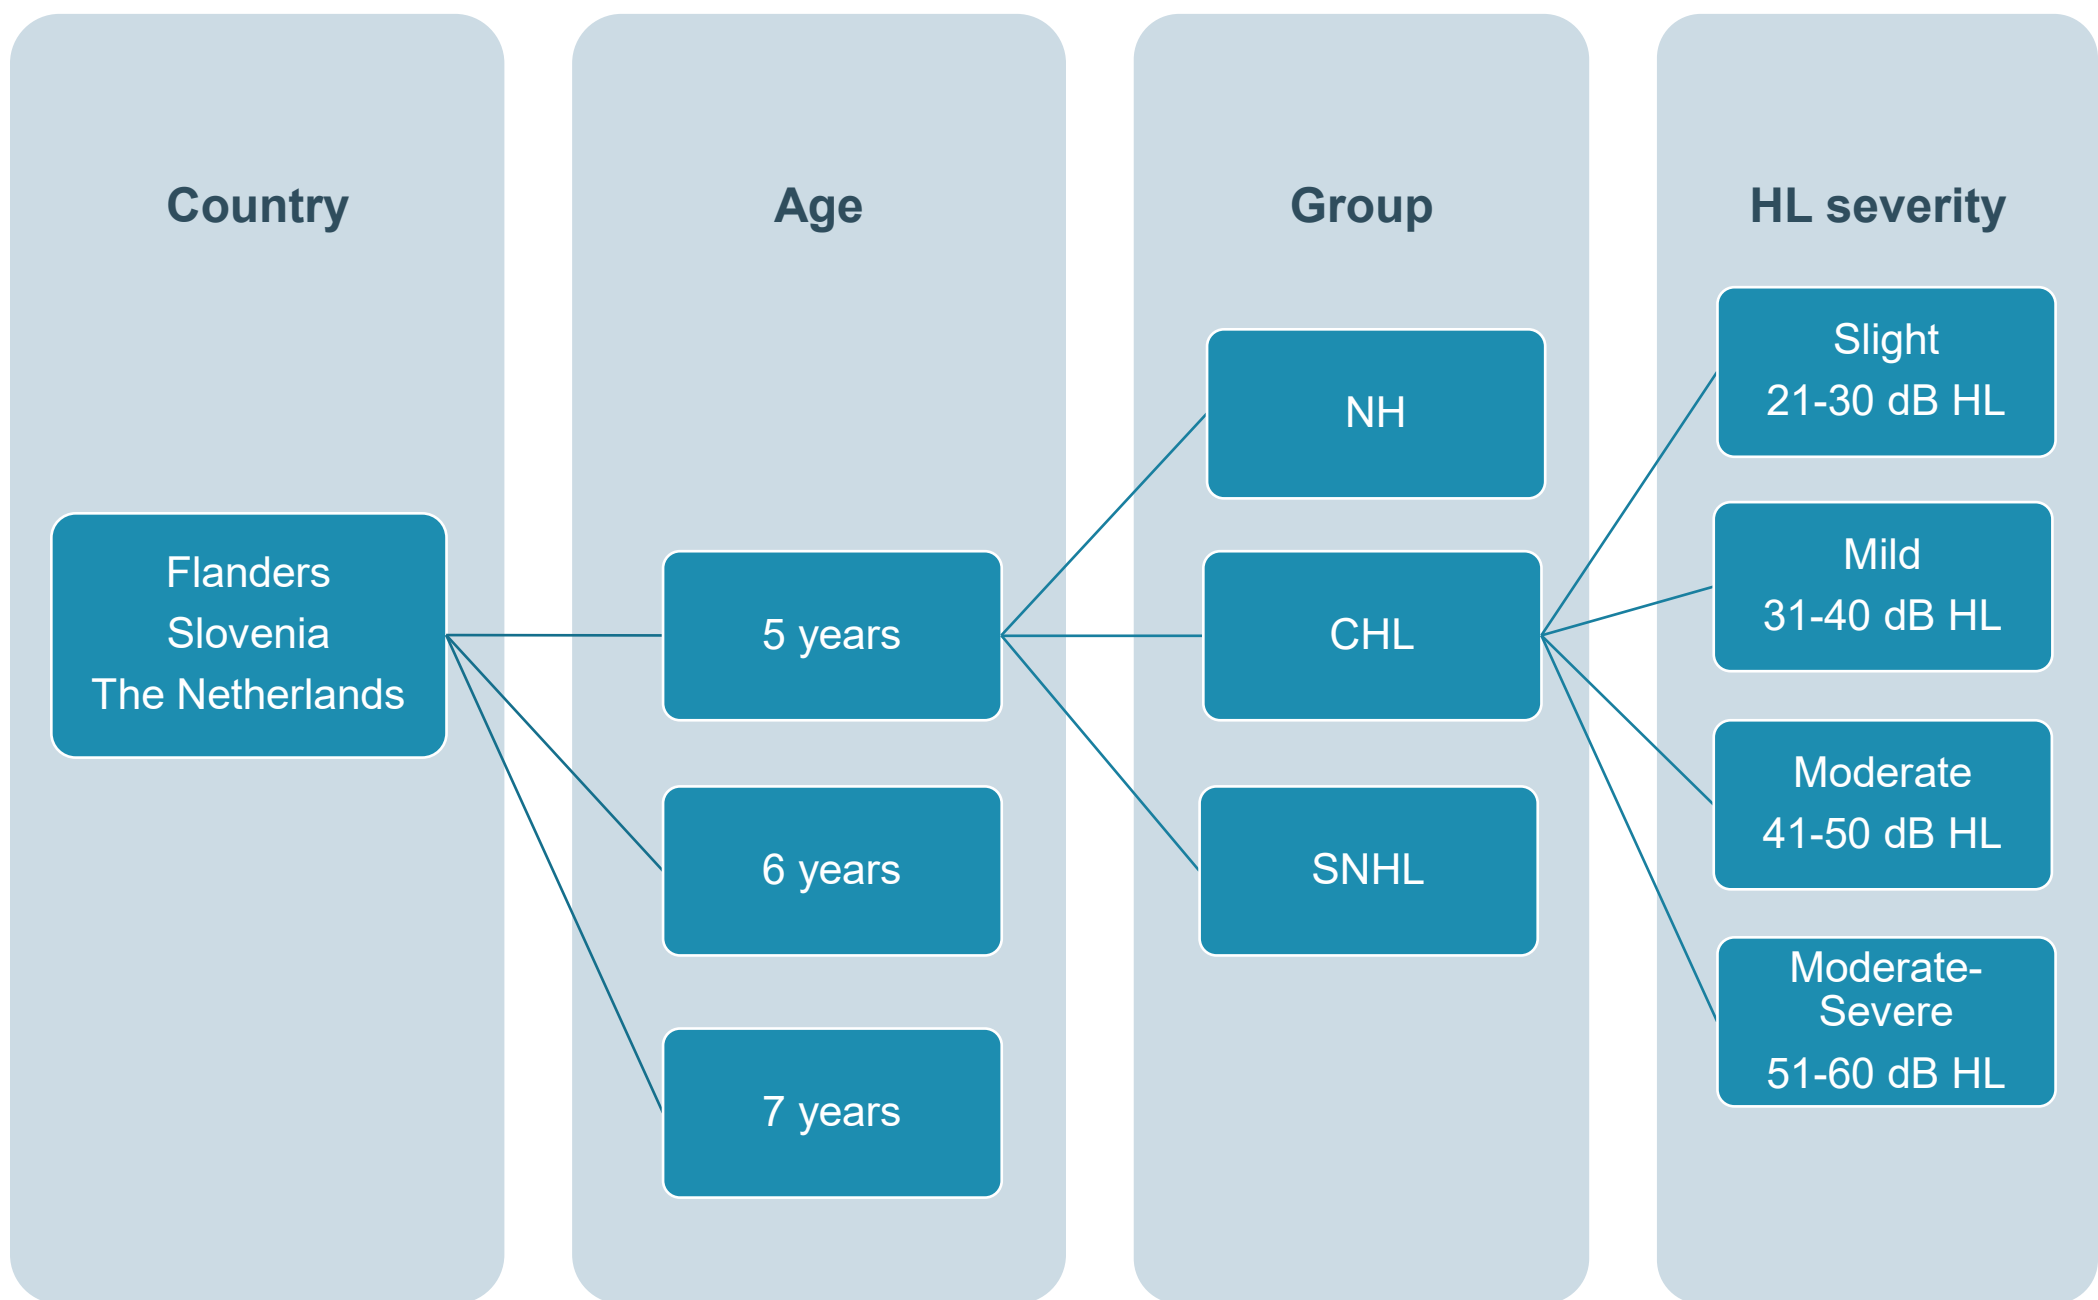 Country
Flanders
Slovenia
The Netherlands
Age
5 years
6 years
7 years
Group
NH
CHL
SNHL
HL severity
Slight
21-30 dB HL
Mild
31-40 dB HL
Moderate
41-50 dB HL
Moderate-
Severe
51-60 dB HL